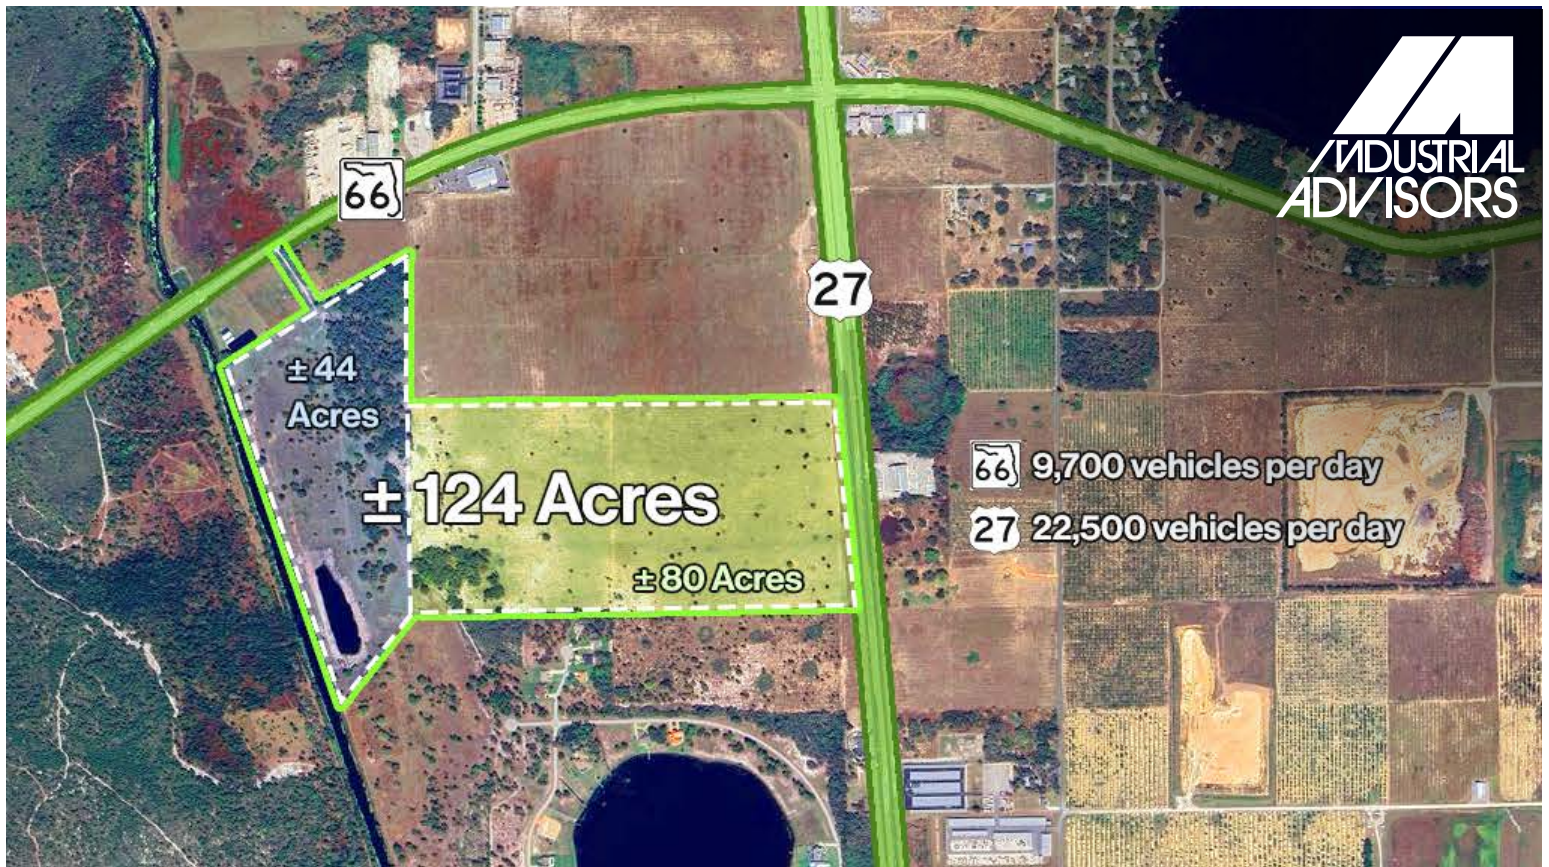 INDUSTRIAL
ADVISORS
66
27
± 44
Acres
± 124 Acres
± 80 Acres
66 9,700 vehicles per day
27 22,500 vehicles per day